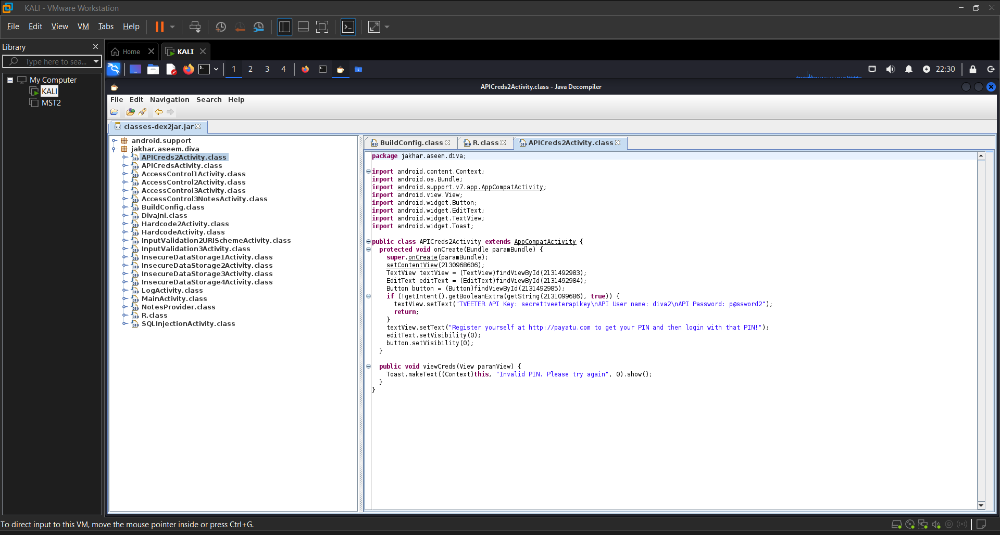 KALI - VMware Workstation
File Edit View VM Tabs Help
Library
Type here to sea...
My Computer
KALI
MST2
Home
KALI
1 2 3 4
22:30
APICreds2Activity.class - Java Decompiler
File Edit Navigation Search Help
classes-dex2jar.jar
android.support
jakhar.aseem.diva
APICreds2Activity.class
APICredsActivity.class
AccessControl1Activity.class
AccessControl2Activity.class
AccessControl3Activity.class
AccessControl3NotesActivity.class
BuildConfig.class
DivaJni.class
Hardcode2Activity.class
HardcodeActivity.class
InputValidation2URISchemeActivity.class
InputValidation3Activity.class
InsecureDataStorage1Activity.class
InsecureDataStorage2Activity.class
InsecureDataStorage3Activity.class
InsecureDataStorage4Activity.class
LogActivity.class
MainActivity.class
NotesProvider.class
R.class
SQLInjectionActivity.class
BuildConfig.class R.class APICreds2Activity.class
package jakhar.aseem.diva;
import android.content.Context;
import android.os.Bundle;
import android.support.v7.app.AppCompatActivity;
import android.view.View;
import android.widget.Button;
import android.widget.EditText;
import android.widget.TextView;
import android.widget.Toast;
public class APICreds2Activity extends AppCompatActivity {
protected void onCreate(Bundle paramBundle) {
super.onCreate(paramBundle);
setContentView(2130968606);
TextView textView = (TextView)findViewById(2131492983);
EditText editText = (EditText)findViewById(2131492984);
Button button = (Button)findViewById(2131492985);
if (!getIntent().getBooleanExtra(getString(2131099686), true)) {
textView.setText("TVEETER API Key: secrettveeterapikey\nAPI User name: diva2\nAPI Password: p@ssword2");
return;
}
textView.setText("Register yourself at http://payatu.com to get your PIN and then login with that PIN!");
editText.setVisibility(0);
button.setVisibility(0);
}
public void viewCreds(View paramView) {
Toast.makeText((Context)this, "Invalid PIN. Please try again", 0).show();
}
}
To direct input to this VM, move the mouse pointer inside or press Ctrl+G.